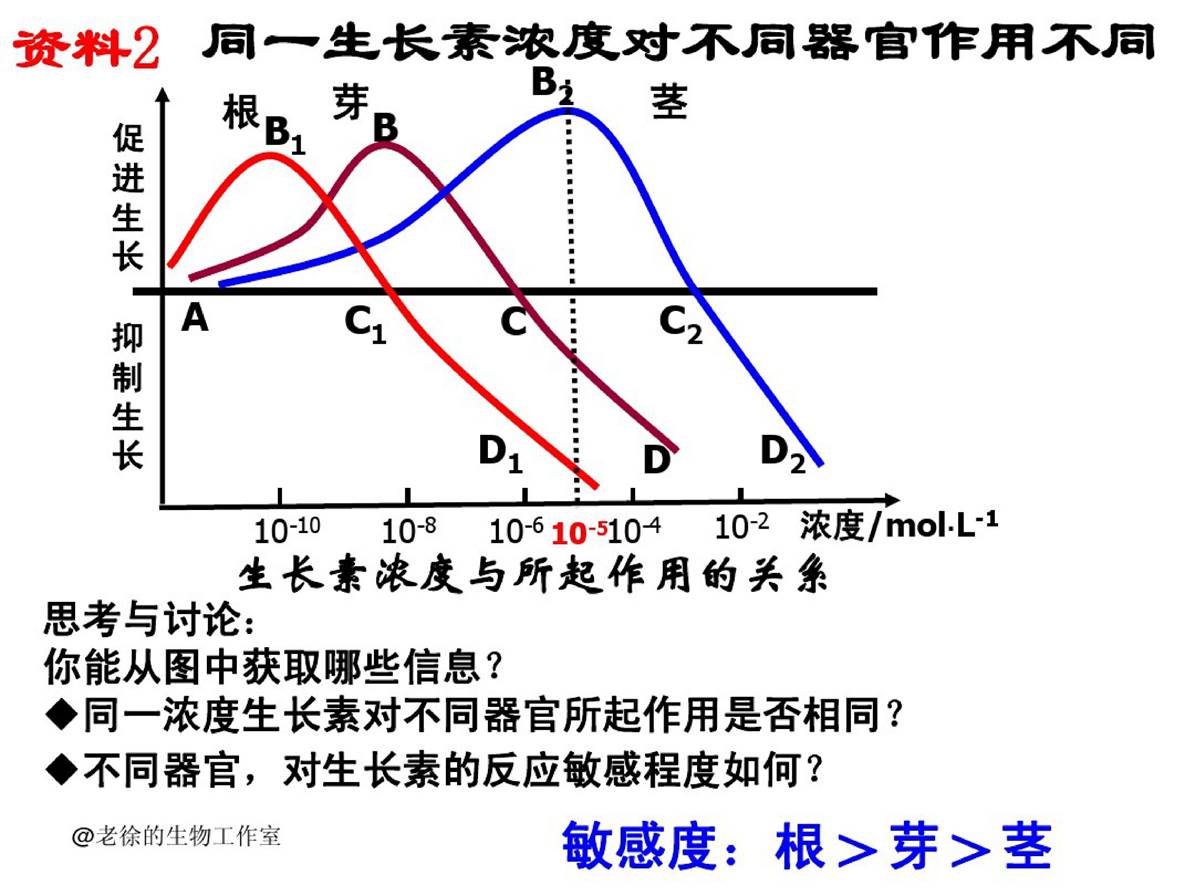 资料2 同一生长素浓度对不同器官作用不同
促进生长
抑制生长
根 芽 茎
B₁ B B₂
A C₁ C C₂
D₁ D D₂
10⁻¹⁰ 10⁻⁸ 10⁻⁶ 10⁻⁵ 10⁻⁴ 10⁻² 浓度/mol·L⁻¹
生长素浓度与所起作用的关系
思考与讨论：
你能从图中获取哪些信息？
◆同一浓度生长素对不同器官所起作用是否相同？
◆不同器官，对生长素的反应敏感程度如何？
@老徐的生物工作室
敏感度：根＞芽＞茎